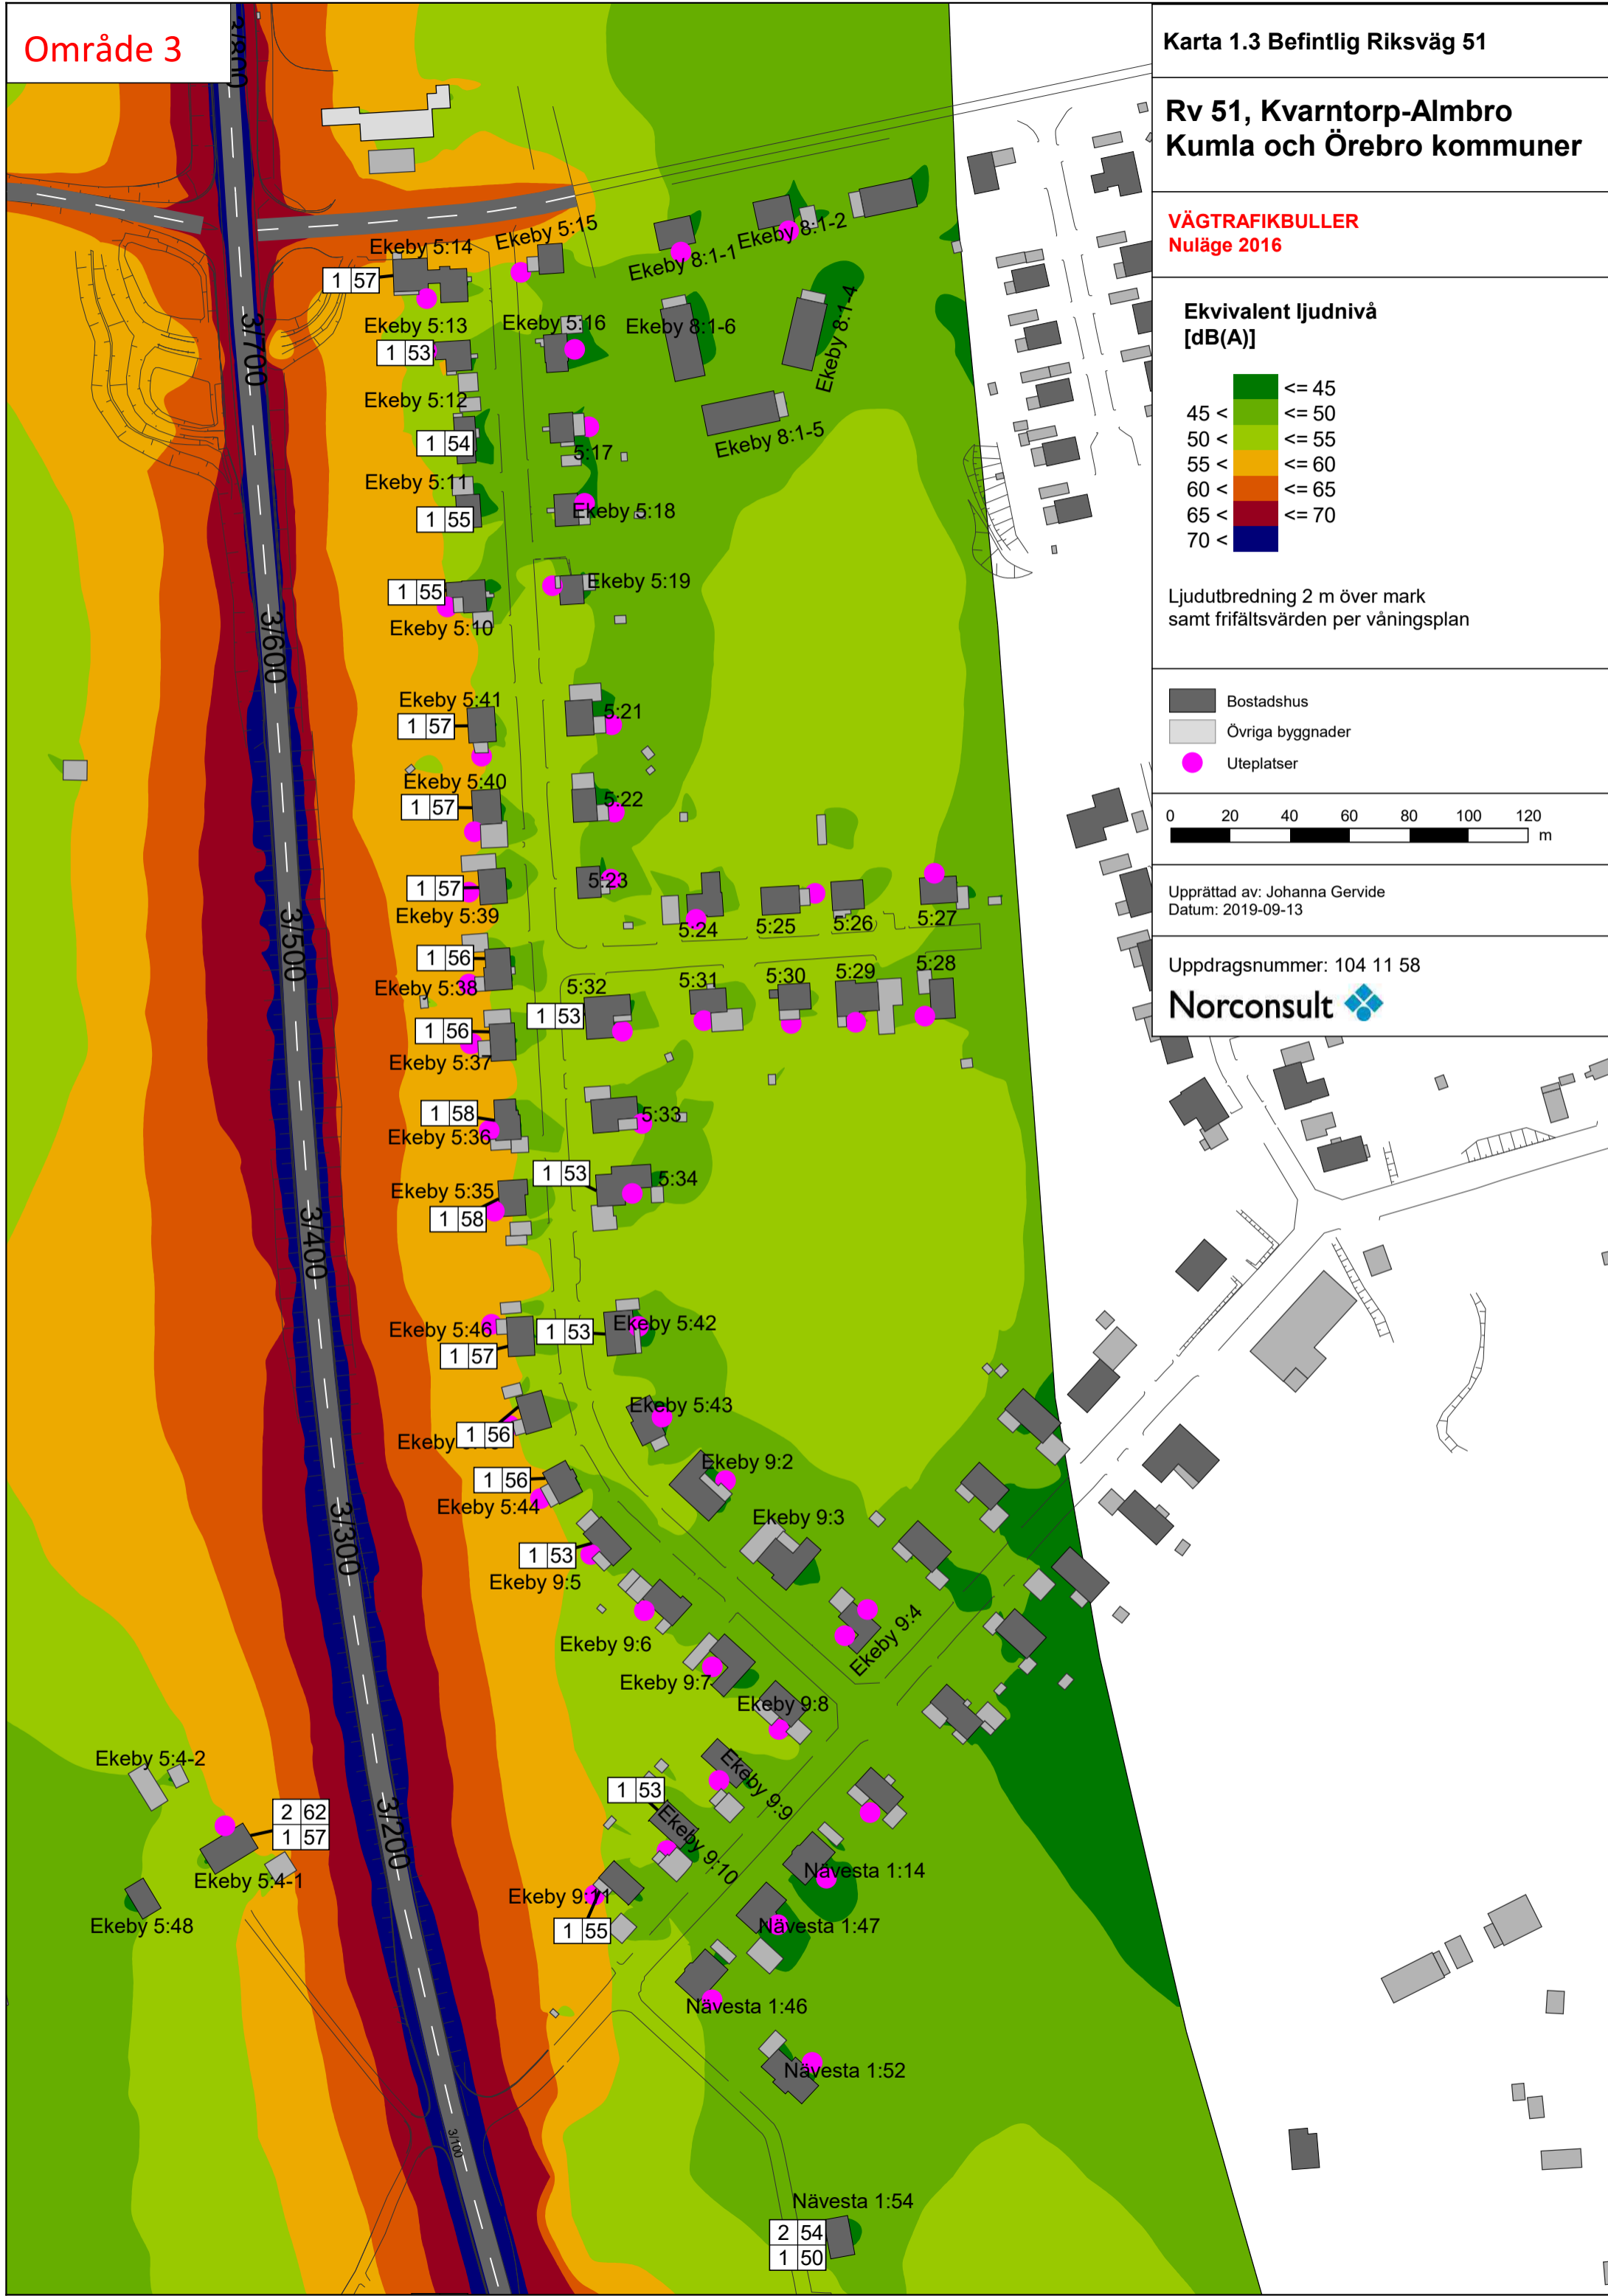 Område 3
Karta 1.3 Befintlig Riksväg 51
Rv 51, Kvarntorp-Almbro
Kumla och Örebro kommuner
VÄGTRAFIKBULLER
Nuläge 2016
Ekvivalent ljudnivå
[dB(A)]
<= 45
45 < <= 50
50 < <= 55
55 < <= 60
60 < <= 65
65 < <= 70
70 <
Ljudutbredning 2 m över mark
samt frifältsvärden per våningsplan
Bostadshus
Övriga byggnader
Uteplatser
0 20 40 60 80 100 120
m
Upprättad av: Johanna Gervide
Datum: 2019-09-13
Uppdragsnummer: 104 11 58
Norconsult
3/800
Ekeby 5:14
1 57
Ekeby 5:15
Ekeby 8:1-1
Ekeby 8:1-2
Ekeby 5:13
1 53
Ekeby 5:16
Ekeby 8:1-6
Ekeby 8:1-4
3/700
Ekeby 5:12
1 54
5:17
Ekeby 8:1-5
Ekeby 5:11
1 55
Ekeby 5:18
1 55
Ekeby 5:10
Ekeby 5:19
3/600
Ekeby 5:41
1 57
5:21
Ekeby 5:40
1 57
5:22
1 57
Ekeby 5:39
5:23
5:24
5:25
5:26
5:27
3/500
1 56
Ekeby 5:38
5:32
1 53
5:31
5:30
5:29
5:28
1 56
Ekeby 5:37
1 58
Ekeby 5:36
5:33
Ekeby 5:35
1 58
1 53
5:34
3/400
Ekeby 5:46
1 57
1 53
Ekeby 5:42
Ekeby
1 56
Ekeby 5:43
1 56
Ekeby 5:44
Ekeby 9:2
3/300
1 53
Ekeby 9:5
Ekeby 9:3
Ekeby 9:6
Ekeby 9:4
Ekeby 9:7
Ekeby 9:8
Ekeby 5:4-2
2 62
1 57
Ekeby 5:4-1
Ekeby 5:48
3/200
1 53
Ekeby 9:9
Ekeby 9:10
Ekeby 9:11
1 55
Nävesta 1:14
Nävesta 1:47
Nävesta 1:46
Nävesta 1:52
3/100
Nävesta 1:54
2 54
1 50